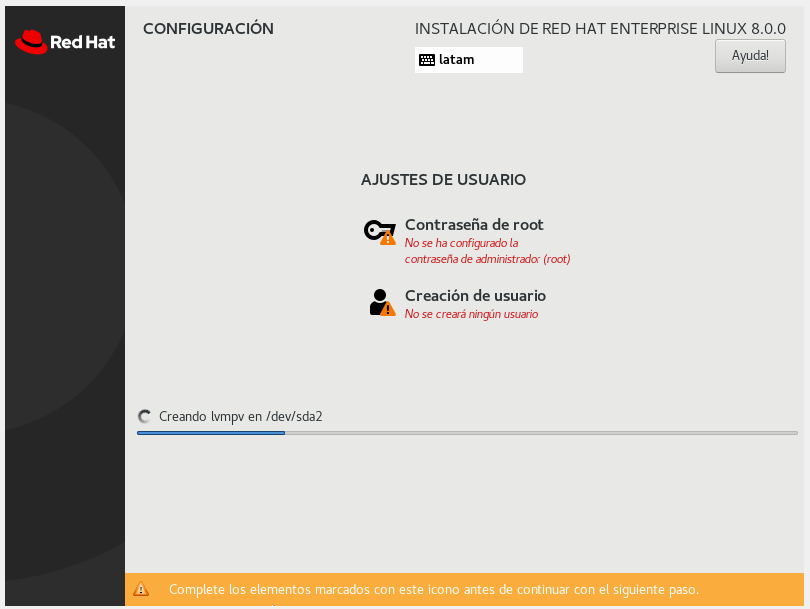 Red Hat
CONFIGURACIÓN
INSTALACIÓN DE RED HAT ENTERPRISE LINUX 8.0.0
latam
Ayuda!
AJUSTES DE USUARIO
Contraseña de root
No se ha configurado la
contraseña de administrado: (root)
Creación de usuario
No se creará ningún usuario
Creando lvmpv en /dev/sda2
Complete los elementos marcados con este icono antes de continuar con el siguiente paso.